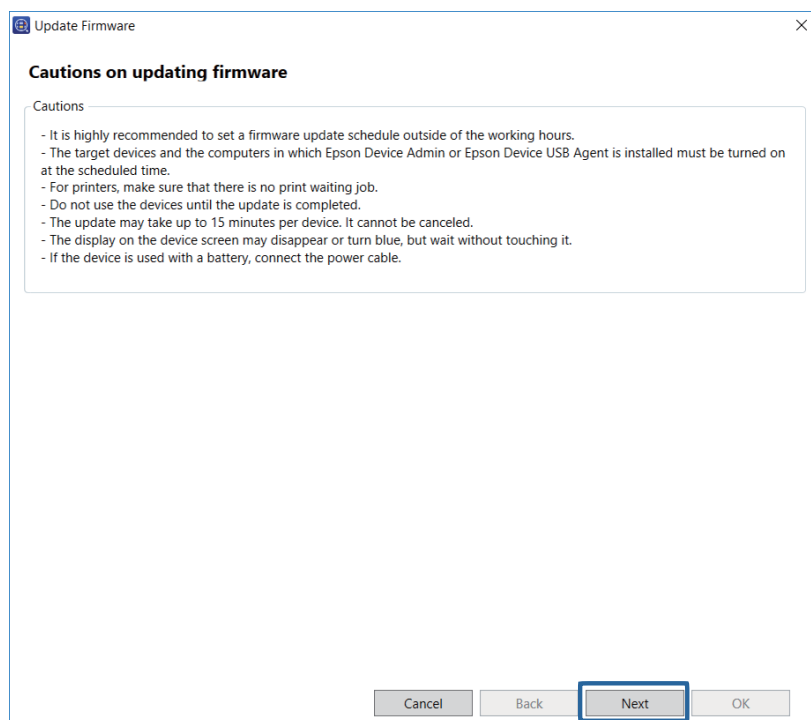 Update Firmware
Cautions on updating firmware
Cautions
- It is highly recommended to set a firmware update schedule outside of the working hours.
- The target devices and the computers in which Epson Device Admin or Epson Device USB Agent is installed must be turned on
at the scheduled time.
- For printers, make sure that there is no print waiting job.
- Do not use the devices until the update is completed.
- The update may take up to 15 minutes per device. It cannot be canceled.
- The display on the device screen may disappear or turn blue, but wait without touching it.
- If the device is used with a battery, connect the power cable.
Cancel Back Next OK